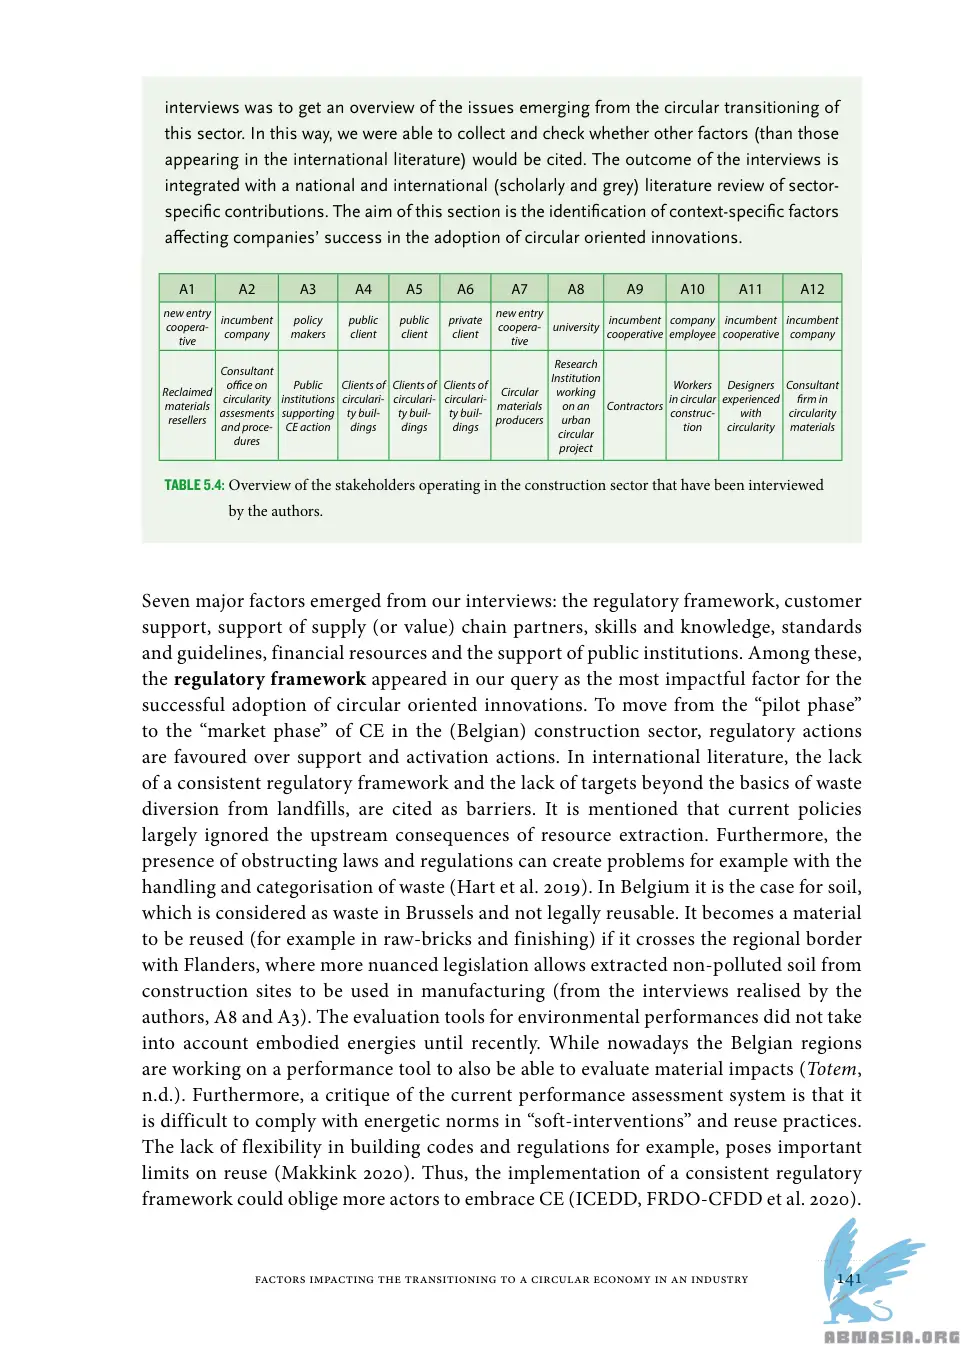 interviews was to get an overview of the issues emerging from the circular transitioning of
this sector. In this way, we were able to collect and check whether other factors (than those
appearing in the international literature) would be cited. The outcome of the interviews is
integrated with a national and international (scholarly and grey) literature review of sector-
specific contributions. The aim of this section is the identification of context-specific factors
affecting companies’ success in the adoption of circular oriented innovations.
A1 A2 A3 A4 A5 A6 A7 A8 A9 A10 A11 A12
new entry
coopera-
tive
incumbent
company
policy
makers
public
client
public
client
private
client
new entry
coopera-
tive
university
incumbent
cooperative
company
employee
incumbent
cooperative
incumbent
company
Reclaimed
materials
resellers
Consultant
office on
circularity
assesments
and proce-
dures
Public
institutions
supporting
CE action
Clients of
circulari-
ty buil-
dings
Clients of
circulari-
ty buil-
dings
Clients of
circulari-
ty buil-
dings
Circular
materials
producers
Research
Institution
working
on an
urban
circular
project
Contractors
Workers
in circular
construc-
tion
Designers
experienced
with
circularity
Consultant
firm in
circularity
materials
TABLE 5.4: Overview of the stakeholders operating in the construction sector that have been interviewed
by the authors.
Seven major factors emerged from our interviews: the regulatory framework, customer
support, support of supply (or value) chain partners, skills and knowledge, standards
and guidelines, financial resources and the support of public institutions. Among these,
the regulatory framework appeared in our query as the most impactful factor for the
successful adoption of circular oriented innovations. To move from the “pilot phase”
to the “market phase” of CE in the (Belgian) construction sector, regulatory actions
are favoured over support and activation actions. In international literature, the lack
of a consistent regulatory framework and the lack of targets beyond the basics of waste
diversion from landfills, are cited as barriers. It is mentioned that current policies
largely ignored the upstream consequences of resource extraction. Furthermore, the
presence of obstructing laws and regulations can create problems for example with the
handling and categorisation of waste (Hart et al. 2019). In Belgium it is the case for soil,
which is considered as waste in Brussels and not legally reusable. It becomes a material
to be reused (for example in raw-bricks and finishing) if it crosses the regional border
with Flanders, where more nuanced legislation allows extracted non-polluted soil from
construction sites to be used in manufacturing (from the interviews realised by the
authors, A8 and A3). The evaluation tools for environmental performances did not take
into account embodied energies until recently. While nowadays the Belgian regions
are working on a performance tool to also be able to evaluate material impacts (Totem,
n.d.). Furthermore, a critique of the current performance assessment system is that it
is difficult to comply with energetic norms in “soft-interventions” and reuse practices.
The lack of flexibility in building codes and regulations for example, poses important
limits on reuse (Makkink 2020). Thus, the implementation of a consistent regulatory
framework could oblige more actors to embrace CE (ICEDD, FRDO-CFDD et al. 2020).
FACTORS IMPACTING THE TRANSITIONING TO A CIRCULAR ECONOMY IN AN INDUSTRY 141
ABNASIA.ORG